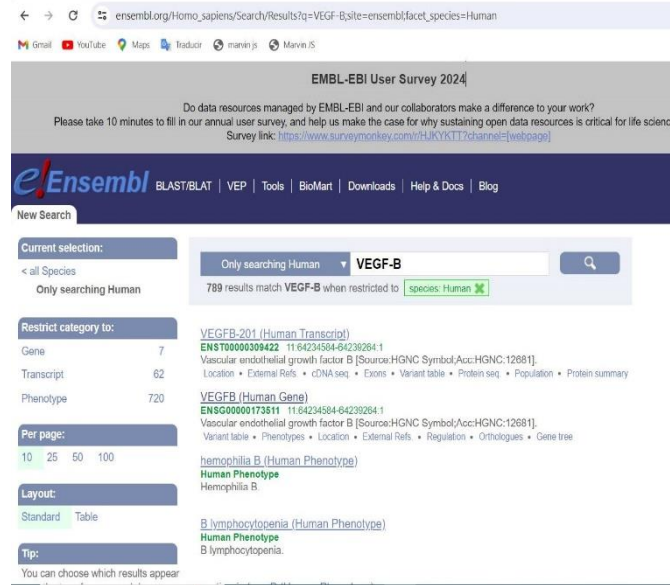 ensembl.org/Homo_sapiens/Search/Results?q=VEGF-B;site=ensembl;facet_species=Human
Gmail YouTube Maps Traducir marvin js Marvin JS
EMBL-EBI User Survey 2024
Do data resources managed by EMBL-EBI and our collaborators make a difference to your work?
Please take 10 minutes to fill in our annual user survey, and help us make the case for why sustaining open data resources is critical for life scienc
Survey link: https://www.surveymonkey.com/r/HJKYKTT?channel=[webpage]
e!Ensembl BLAST/BLAT | VEP | Tools | BioMart | Downloads | Help & Docs | Blog
New Search
Current selection:
< all Species
Only searching Human
Restrict category to:
Gene 7
Transcript 62
Phenotype 720
Per page:
10 25 50 100
Layout:
Standard Table
Tip:
You can choose which results appear
Only searching Human ▼ VEGF-B
789 results match VEGF-B when restricted to species: Human
VEGFB-201 (Human Transcript)
ENST00000309422 11:64234584-64239264:1
Vascular endothelial growth factor B [Source:HGNC Symbol;Acc:HGNC:12681].
Location • External Refs. • cDNA seq. • Exons • Variant table • Protein seq. • Population • Protein summary
VEGFB (Human Gene)
ENSG00000173511 11:64234584-64239264:1
Vascular endothelial growth factor B [Source:HGNC Symbol;Acc:HGNC:12681].
Variant table • Phenotypes • Location • External Refs. • Regulation • Orthologues • Gene tree
hemophilia B (Human Phenotype)
Human Phenotype
Hemophilia B.
B lymphocytopenia (Human Phenotype)
Human Phenotype
B lymphocytopenia.